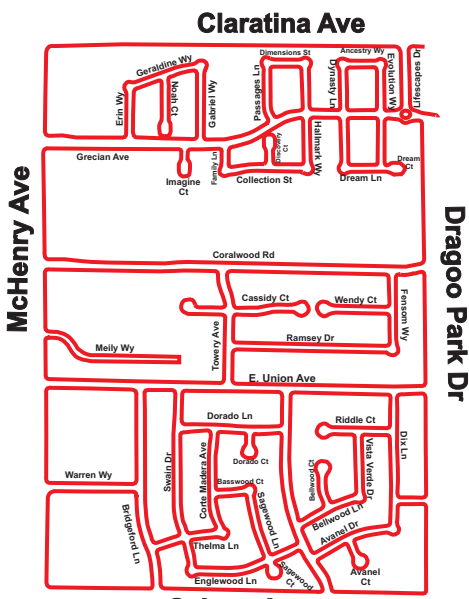 Claratina Ave
Dimensions St
Ancestry Wy
Geraldine Wy
Erin Wy
Noah Ct
Gabriel Wy
Passages Ln
Dynasty Ln
Evolution Wy
Lifescapes Dr
Grecian Ave
Imagine
Ct
Family Ln
Discovery
Ct
Collection St
Hallmark Wy
Dream Ln
Dream
Ct
McHenry Ave
Dragoo Park Dr
Coralwood Rd
Cassidy Ct
Wendy Ct
Fensom Wy
Towery Ave
Ramsey Dr
Meily Wy
E. Union Ave
Dorado Ln
Riddle Ct
Dix Ln
Vista Verde Dr
Dorado Ct
Corte Madera Ave
Swain Dr
Basswood Ct
Bellwood Ct
Warren Wy
Bridgeford Ln
Sagewood Ln
Bellwood Ln
Avanel Dr
Thelma Ln
Englewood Ln
Sagewood
Ct
Avanel
Ct